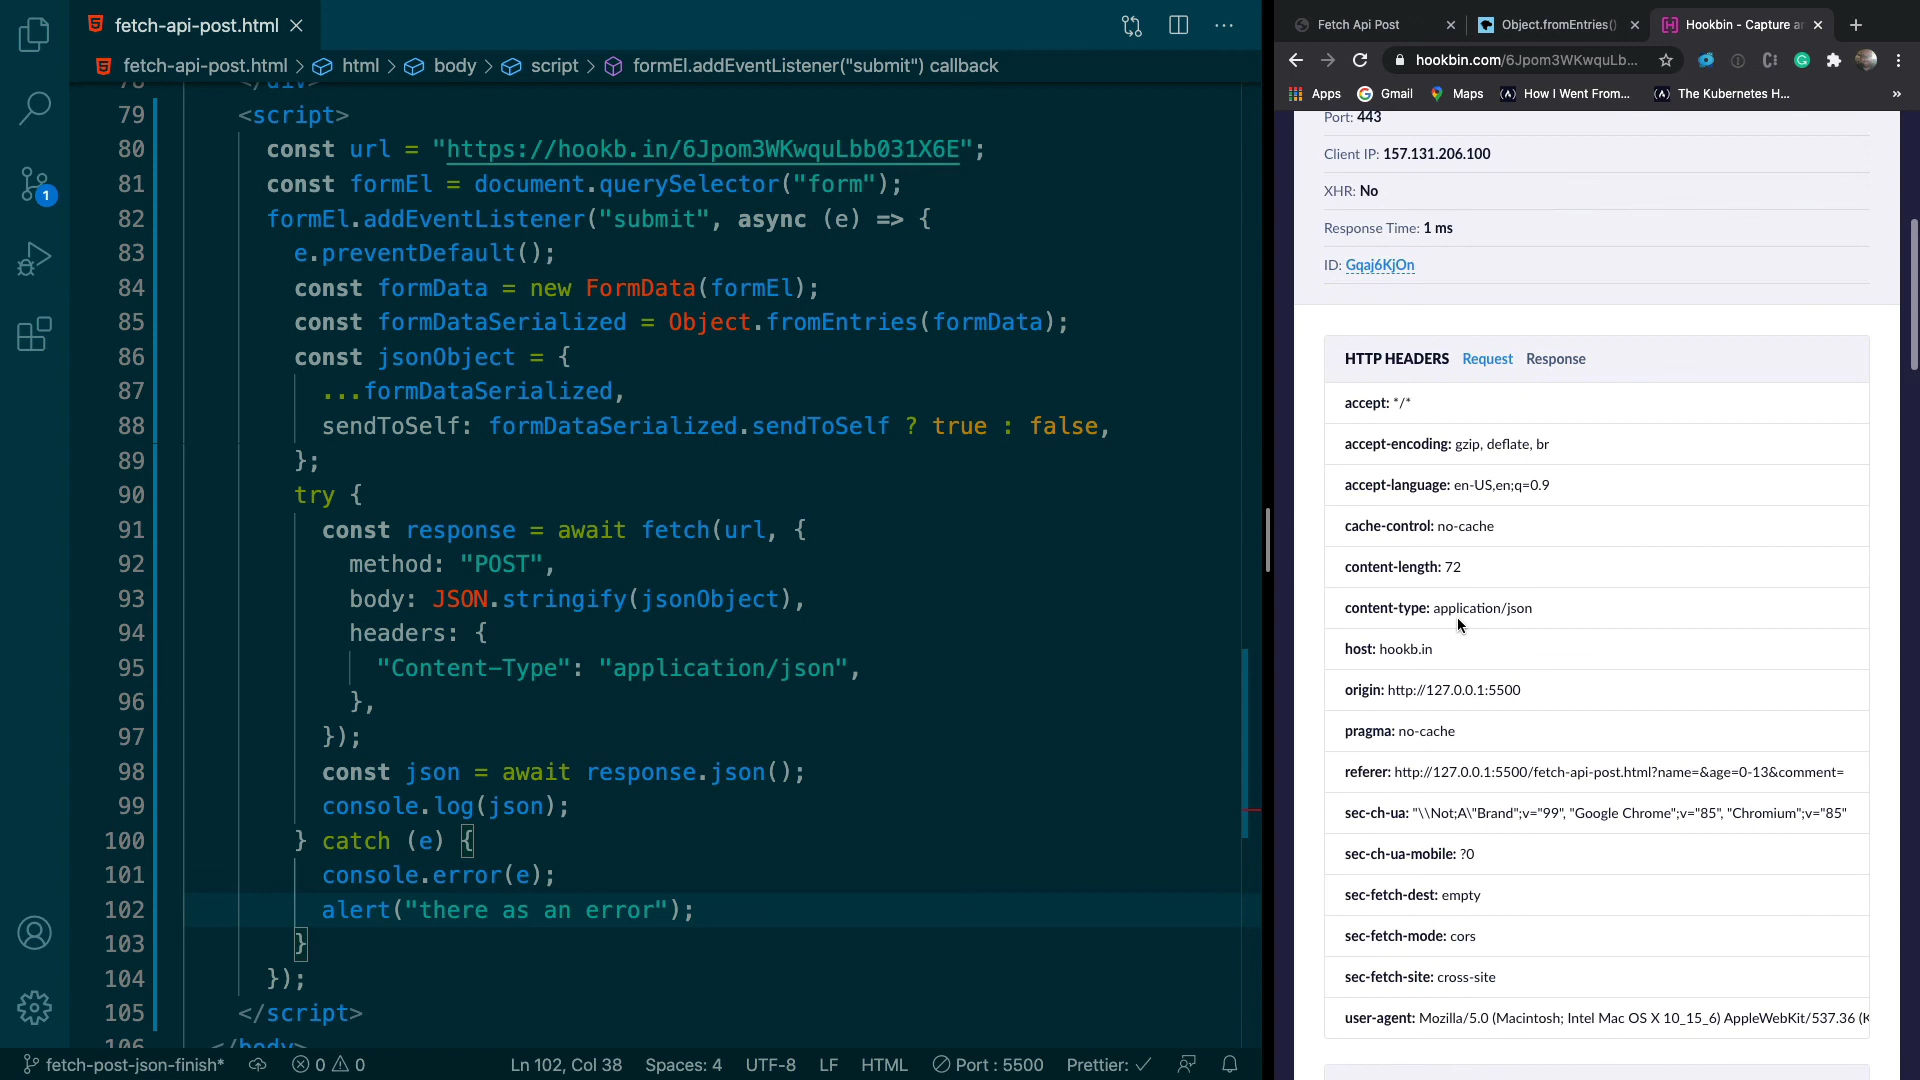 fetch-api-post.html
fetch-api-post.html > html > body > script > formEl.addEventListener("submit") callback
79 <script>
80 const url = "https://hookb.in/6Jpom3WKwquLbb031X6E";
81 const formEl = document.querySelector("form");
82 formEl.addEventListener("submit", async (e) => {
83 e.preventDefault();
84 const formData = new FormData(formEl);
85 const formDataSerialized = Object.fromEntries(formData);
86 const jsonObject = {
87 ...formDataSerialized,
88 sendToSelf: formDataSerialized.sendToSelf ? true : false,
89 };
90 try {
91 const response = await fetch(url, {
92 method: "POST",
93 body: JSON.stringify(jsonObject),
94 headers: {
95 "Content-Type": "application/json",
96 },
97 });
98 const json = await response.json();
99 console.log(json);
100 } catch (e) {
101 console.error(e);
102 alert("there as an error");
103 }
104 });
105 </script>
106 </body>
1
fetch-post-json-finish* 0 0 Ln 102, Col 38 Spaces: 4 UTF-8 LF HTML Port : 5500 Prettier: ✓
Fetch Api Post Object.fromEntries() Hookbin - Capture a
hookbin.com/6Jpom3WKwquLb...
Apps Gmail Maps How I Went From... The Kubernetes H... »
Port: 443
Client IP: 157.131.206.100
XHR: No
Response Time: 1 ms
ID: Gqaj6KjOn
HTTP HEADERS Request Response
accept: */*
accept-encoding: gzip, deflate, br
accept-language: en-US,en;q=0.9
cache-control: no-cache
content-length: 72
content-type: application/json
host: hookb.in
origin: http://127.0.0.1:5500
pragma: no-cache
referer: http://127.0.0.1:5500/fetch-api-post.html?name=&age=0-13&comment=
sec-ch-ua: "\\Not;A\"Brand";v="99", "Google Chrome";v="85", "Chromium";v="85"
sec-ch-ua-mobile: ?0
sec-fetch-dest: empty
sec-fetch-mode: cors
sec-fetch-site: cross-site
user-agent: Mozilla/5.0 (Macintosh; Intel Mac OS X 10_15_6) AppleWebKit/537.36 (K